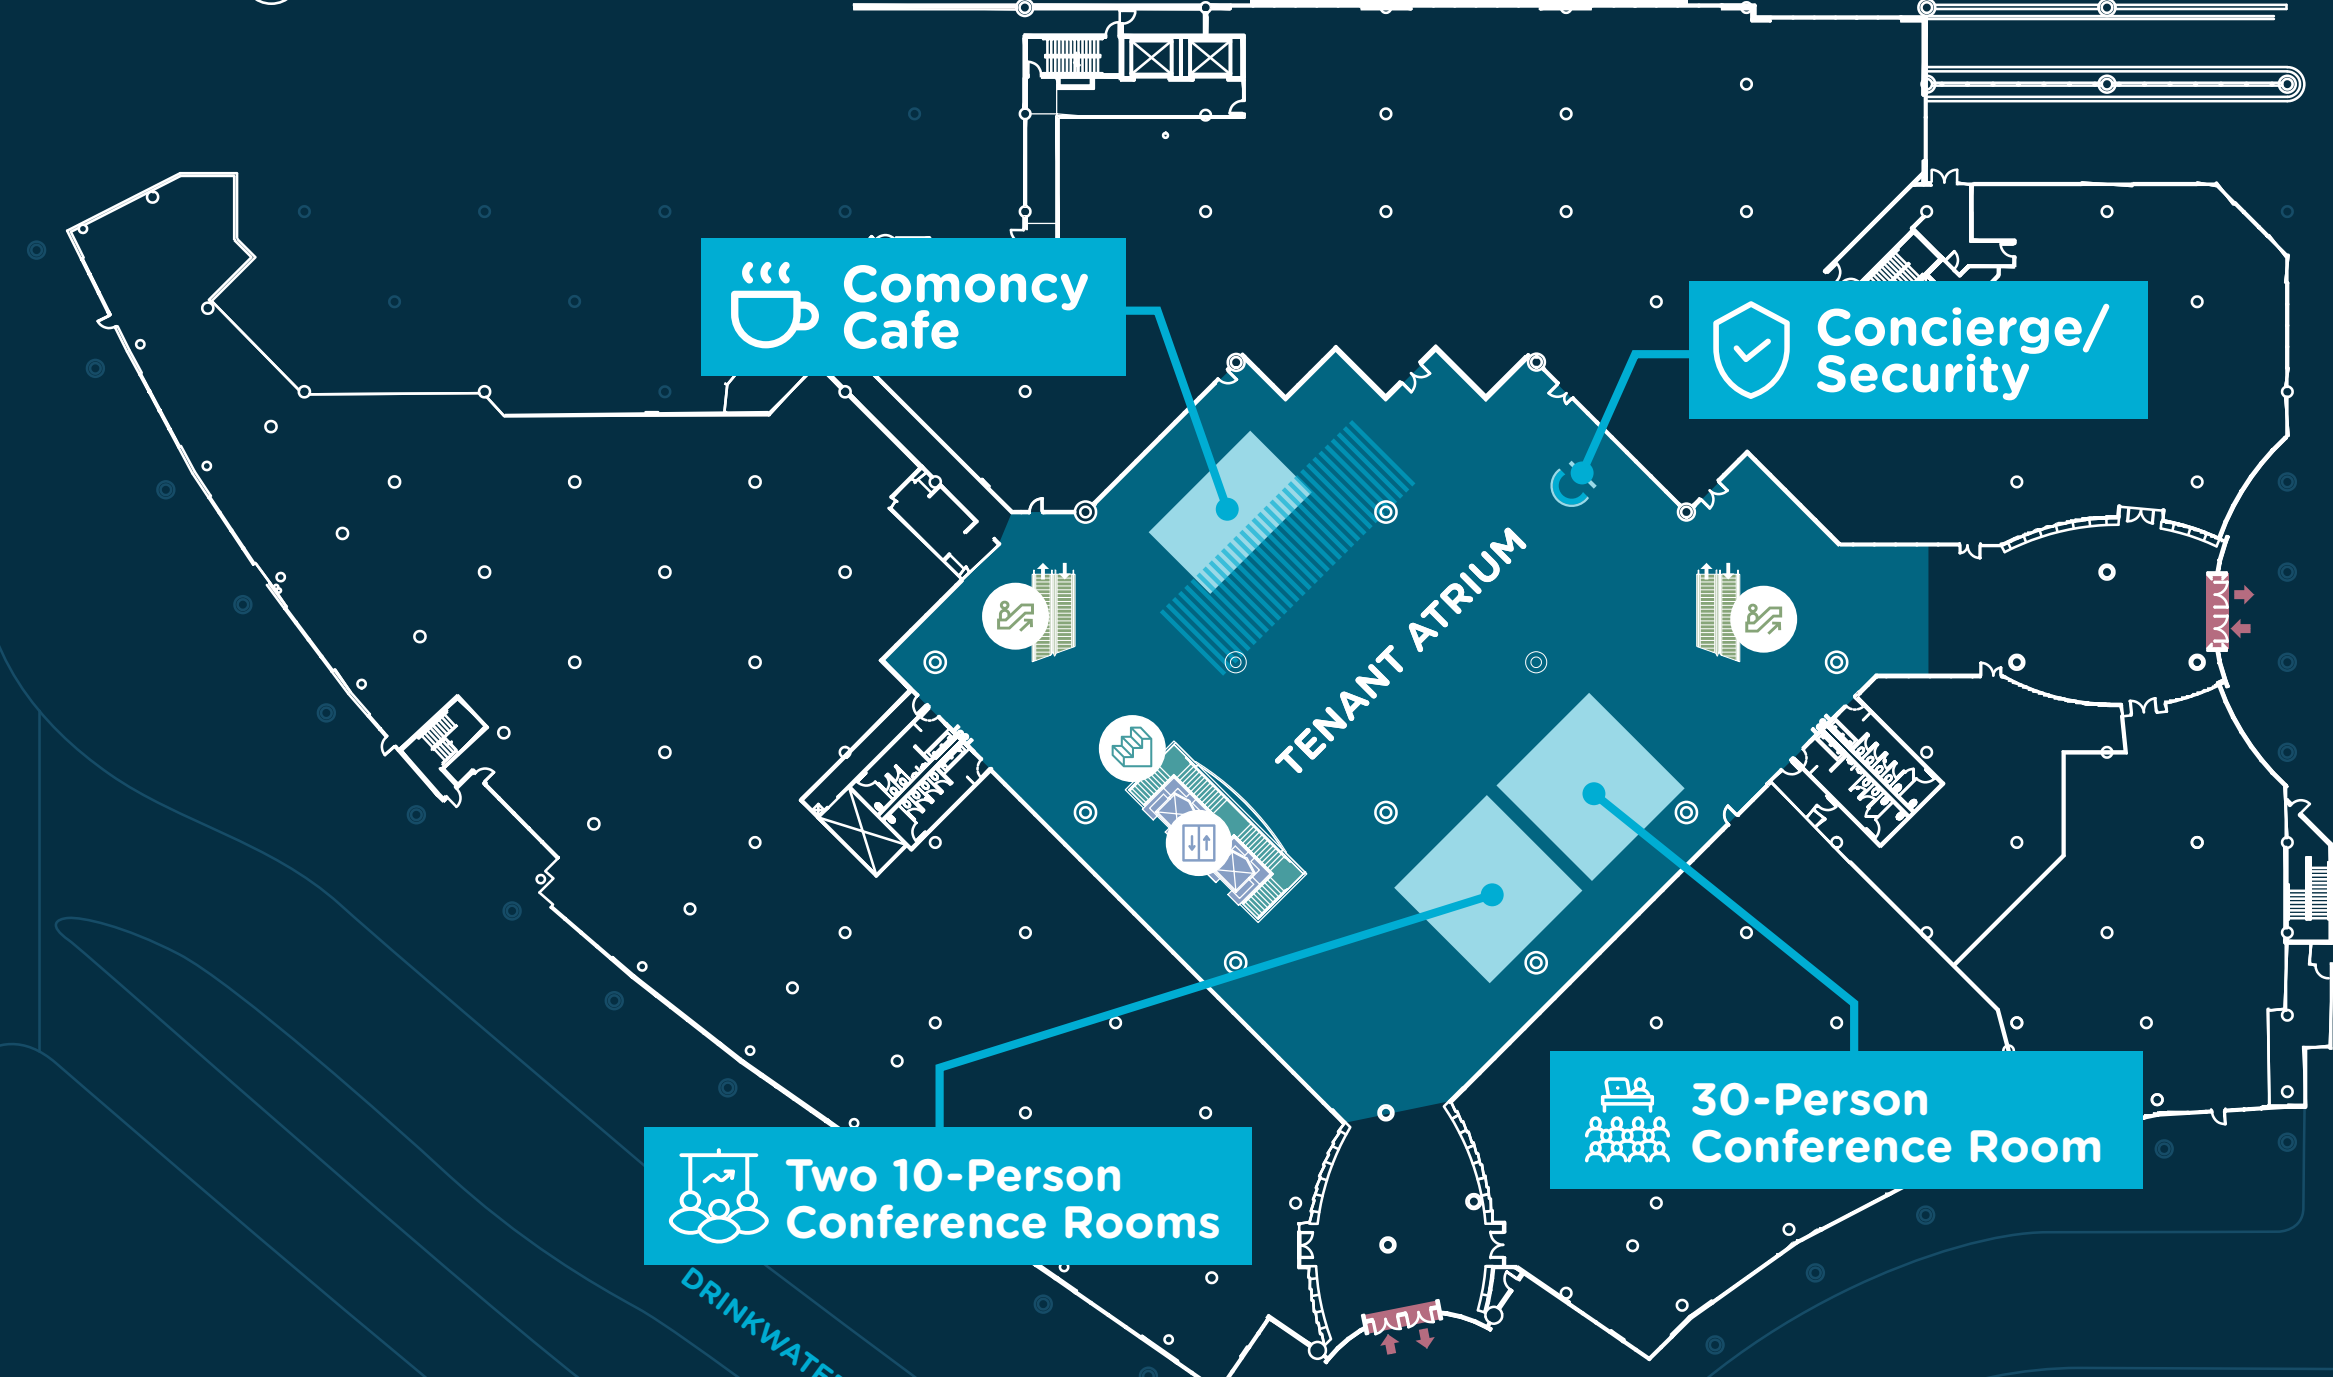 Comoncy
Cafe
Concierge/
Security
TENANT ATRIUM
30-Person
Conference Room
Two 10-Person
Conference Rooms